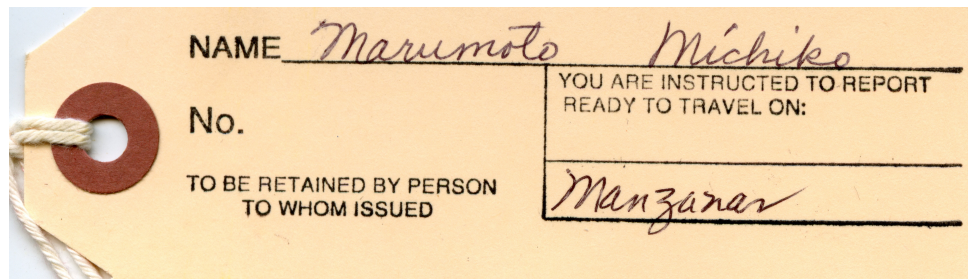 NAME Marumoto Michiko
YOU ARE INSTRUCTED TO REPORT
READY TO TRAVEL ON:
No.
TO BE RETAINED BY PERSON
TO WHOM ISSUED
Manzanar